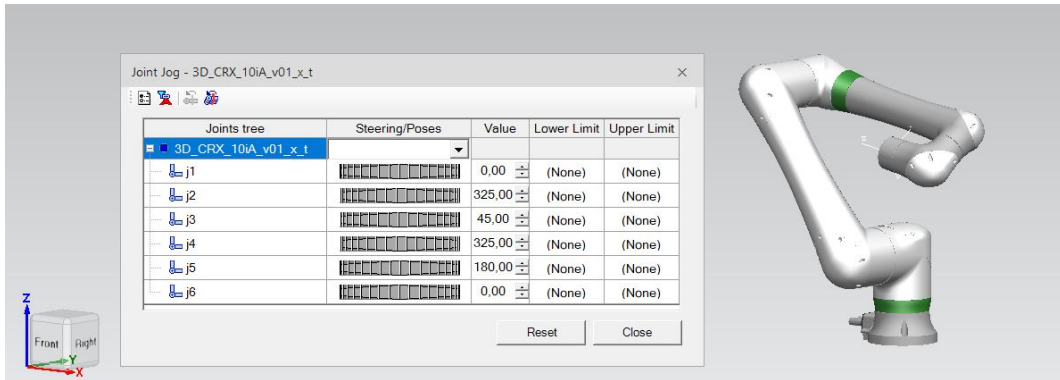 Joint Jog - 3D_CRX_10iA_v01_x_t
Joints tree Steering/Poses Value Lower Limit Upper Limit
3D_CRX_10iA_v01_x_t
j1 0,00 (None) (None)
j2 325,00 (None) (None)
j3 45,00 (None) (None)
j4 325,00 (None) (None)
j5 180,00 (None) (None)
j6 0,00 (None) (None)
Reset Close
Z
Front Right
Y
X